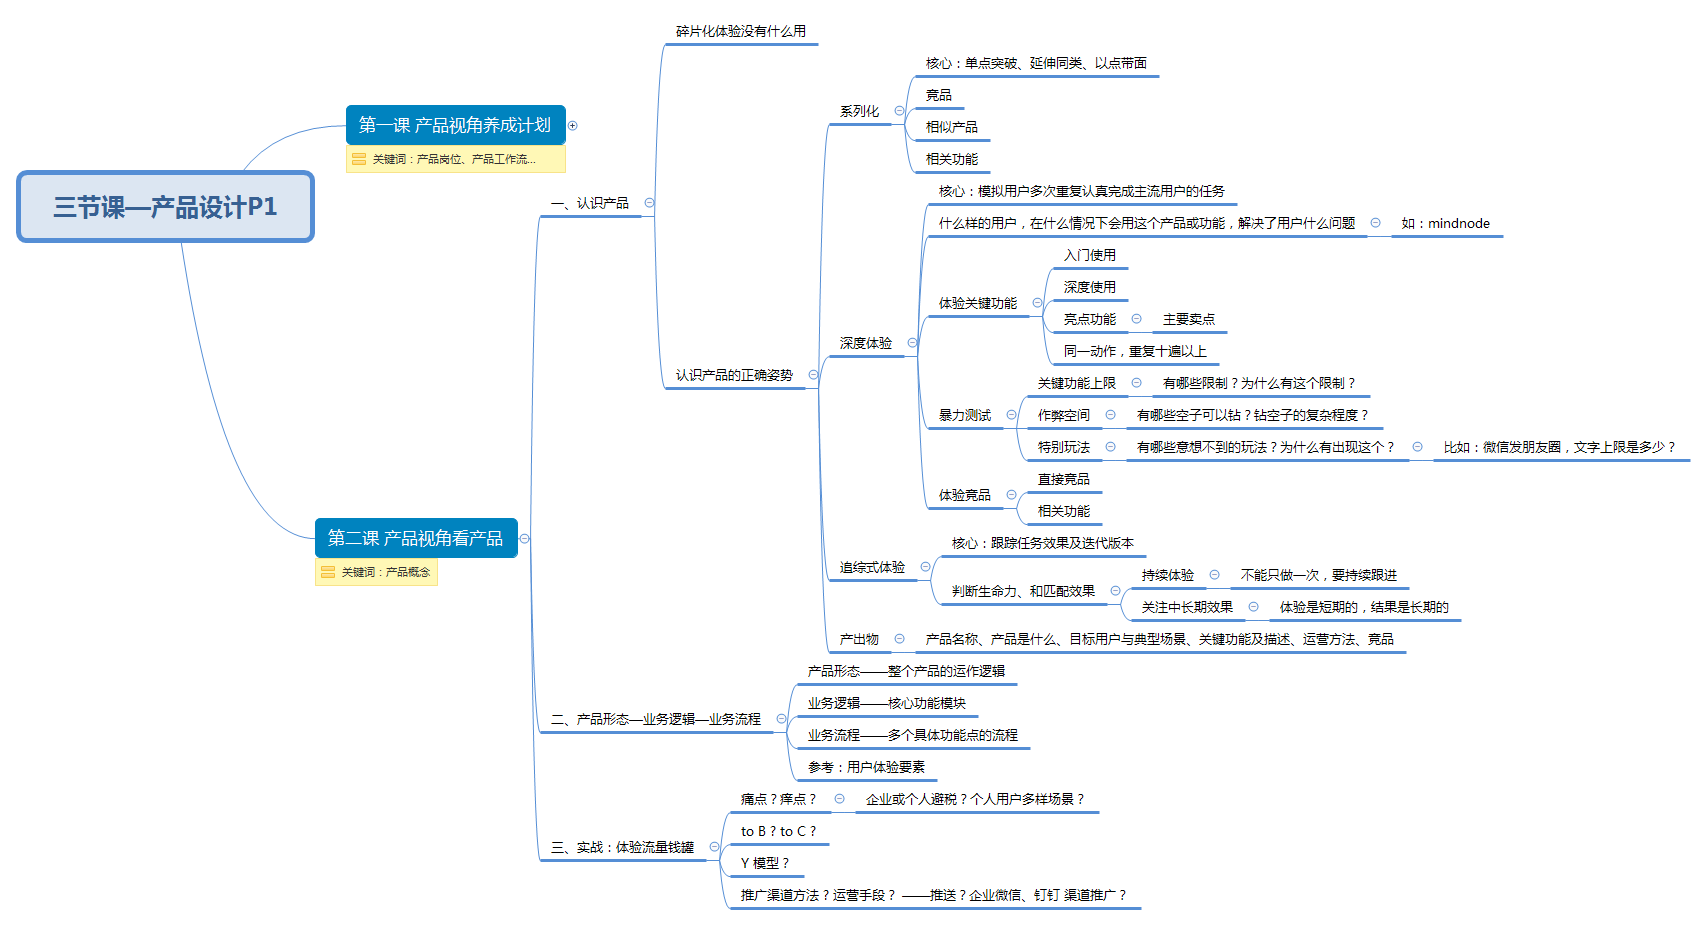 三节课—产品设计P1
第一课 产品视角养成计划
关键词：产品岗位、产品工作流...
第二课 产品视角看产品
关键词：产品概念
一、认识产品
碎片化体验没有什么用
认识产品的正确姿势
系列化
核心：单点突破、延伸同类、以点带面
竞品
相似产品
相关功能
深度体验
核心：模拟用户多次重复认真完成主流用户的任务
什么样的用户，在什么情况下会用这个产品或功能，解决了用户什么问题
如：mindnode
体验关键功能
入门使用
深度使用
亮点功能
主要卖点
同一动作，重复十遍以上
暴力测试
关键功能上限
有哪些限制？为什么有这个限制？
作弊空间
有哪些空子可以钻？钻空子的复杂程度？
特别玩法
有哪些意想不到的玩法？为什么有出现这个？
比如：微信发朋友圈，文字上限是多少？
体验竞品
直接竞品
相关功能
追综式体验
核心：跟踪任务效果及迭代版本
判断生命力、和匹配效果
持续体验
不能只做一次，要持续跟进
关注中长期效果
体验是短期的，结果是长期的
产出物
产品名称、产品是什么、目标用户与典型场景、关键功能及描述、运营方法、竞品
二、产品形态—业务逻辑—业务流程
产品形态——整个产品的运作逻辑
业务逻辑——核心功能模块
业务流程——多个具体功能点的流程
参考：用户体验要素
三、实战：体验流量钱罐
痛点？痒点？
企业或个人避税？个人用户多样场景？
to B？to C？
Y 模型？
推广渠道方法？运营手段？ ——推送？企业微信、钉钉 渠道推广？